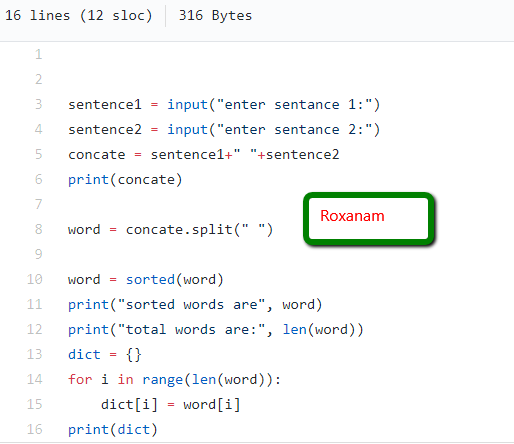 16 lines (12 sloc) 316 Bytes
1
2
3 sentence1 = input("enter sentance 1:")
4 sentence2 = input("enter sentance 2:")
5 concate = sentence1+" "+sentence2
6 print(concate)
7
Roxanam
8 word = concate.split(" ")
9
10 word = sorted(word)
11 print("sorted words are", word)
12 print("total words are:", len(word))
13 dict = {}
14 for i in range(len(word)):
15     dict[i] = word[i]
16 print(dict)